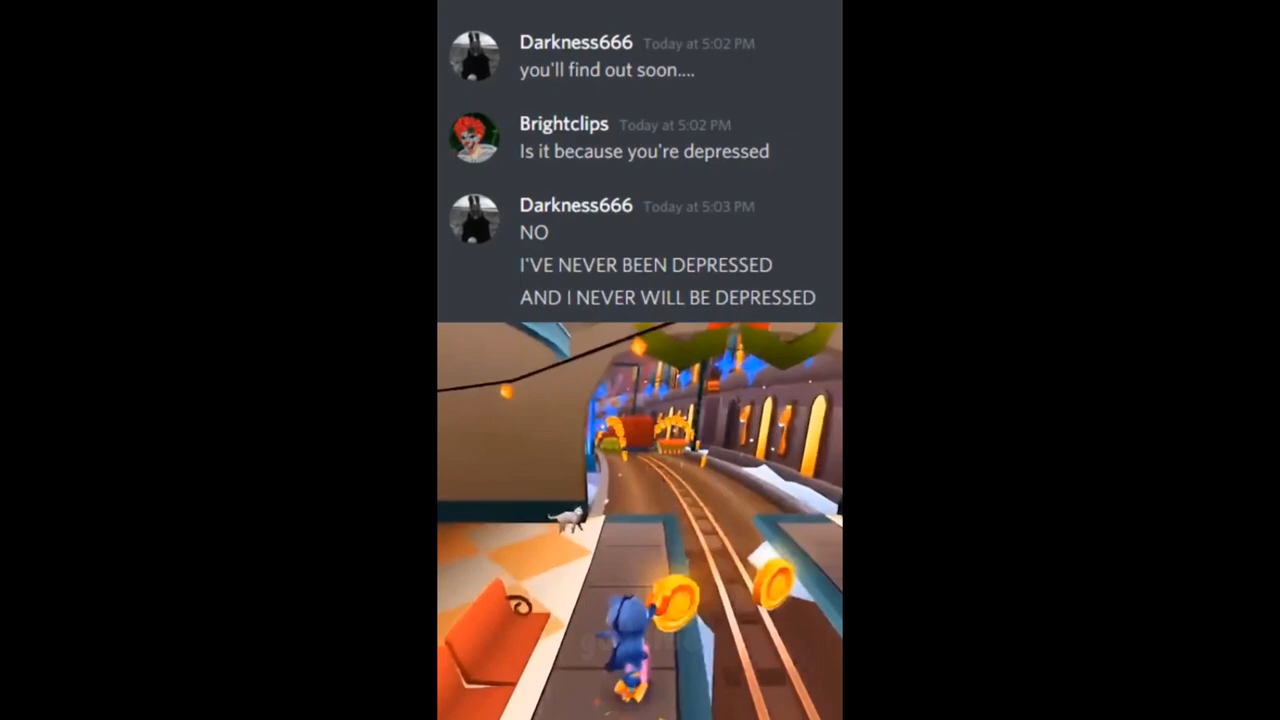 Darkness666 Today at 5:02 PM
you'll find out soon....
Brightclips Today at 5:02 PM
Is it because you're depressed
Darkness666 Today at 5:03 PM
NO
I'VE NEVER BEEN DEPRESSED
AND I NEVER WILL BE DEPRESSED